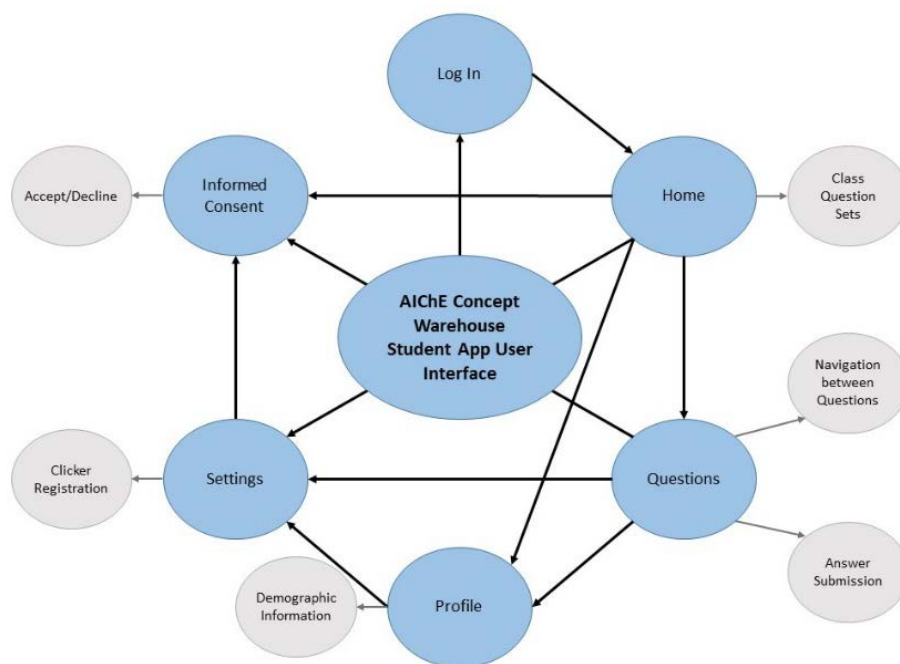 Log In
Informed
Consent
Accept/Decline
Home
Class
Question
Sets
AIChE Concept
Warehouse
Student App User
Interface
Navigation
between
Questions
Clicker
Registration
Settings
Questions
Demographic
Information
Profile
Answer
Submission